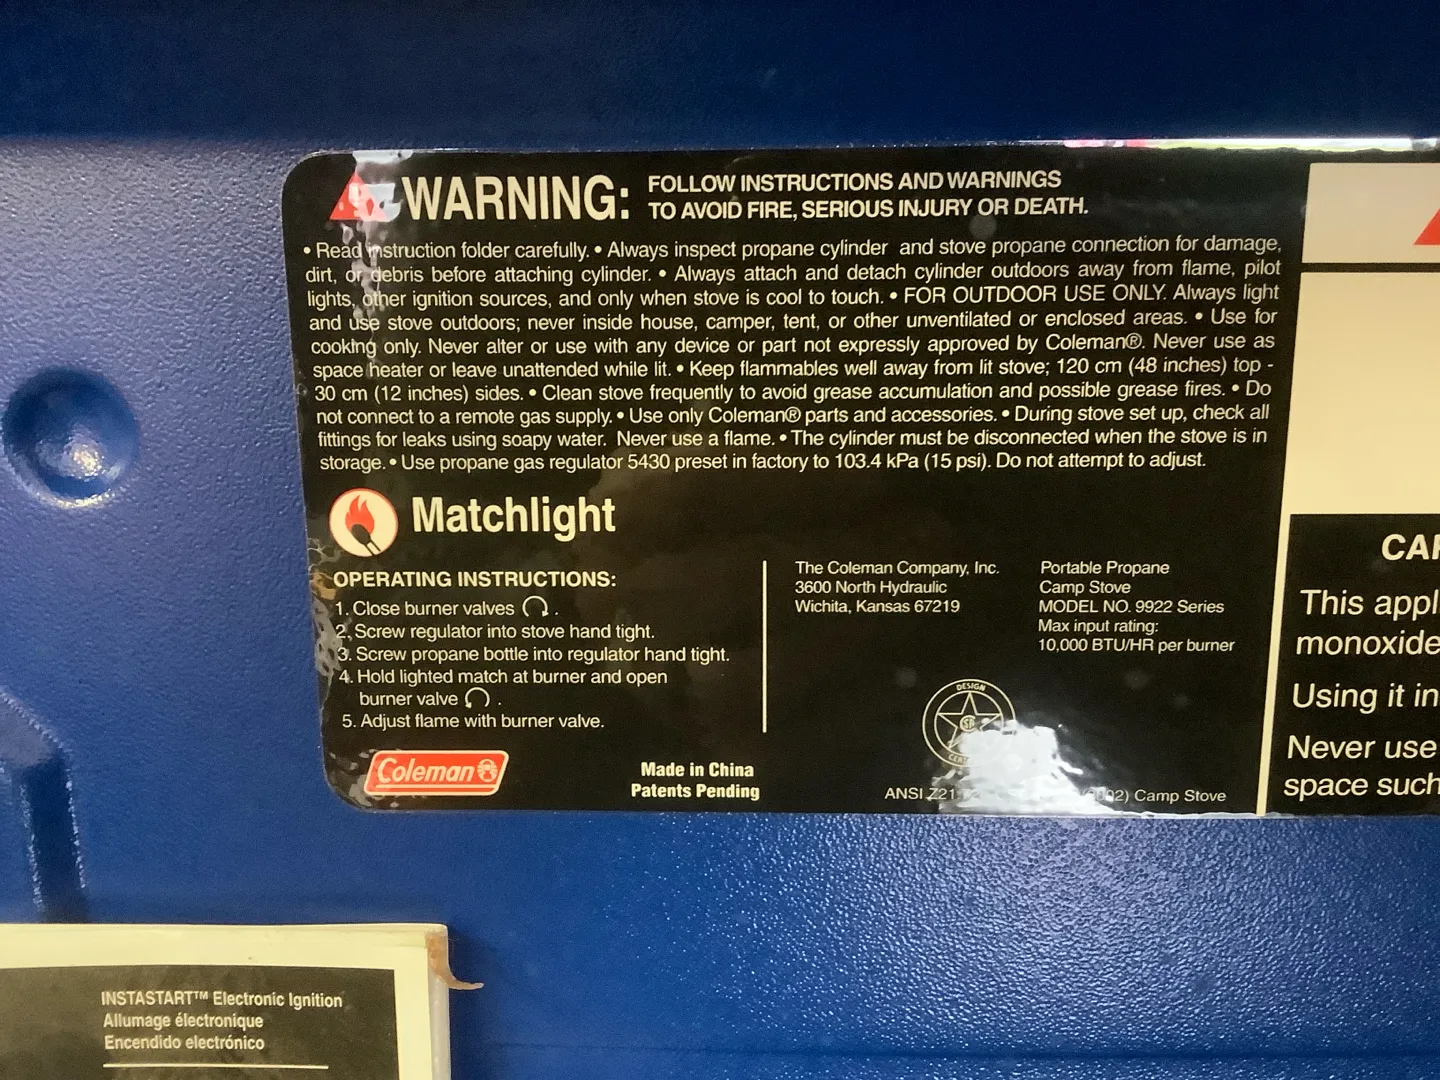 WARNING: FOLLOW INSTRUCTIONS AND WARNINGS
TO AVOID FIRE, SERIOUS INJURY OR DEATH.
• Read instruction folder carefully. • Always inspect propane cylinder and stove propane connection for damage,
dirt, or debris before attaching cylinder. • Always attach and detach cylinder outdoors away from flame, pilot
lights, other ignition sources, and only when stove is cool to touch. • FOR OUTDOOR USE ONLY. Always light
and use stove outdoors; never inside house, camper, tent, or other unventilated or enclosed areas. • Use for
cooking only. Never alter or use with any device or part not expressly approved by Coleman®. Never use as
space heater or leave unattended while lit. • Keep flammables well away from lit stove; 120 cm (48 inches) top -
30 cm (12 inches) sides. • Clean stove frequently to avoid grease accumulation and possible grease fires. • Do
not connect to a remote gas supply. • Use only Coleman® parts and accessories. • During stove set up, check all
fittings for leaks using soapy water. Never use a flame. • The cylinder must be disconnected when the stove is in
storage. • Use propane gas regulator 5430 preset in factory to 103.4 kPa (15 psi). Do not attempt to adjust.
Matchlight
OPERATING INSTRUCTIONS:
1. Close burner valves .
2. Screw regulator into stove hand tight.
3. Screw propane bottle into regulator hand tight.
4. Hold lighted match at burner and open
burner valve .
5. Adjust flame with burner valve.
Coleman
Made in China
Patents Pending
The Coleman Company, Inc.
3600 North Hydraulic
Wichita, Kansas 67219
Portable Propane
Camp Stove
MODEL NO. 9922 Series
Max input rating:
10,000 BTU/HR per burner
DESIGN
ANSI Camp Stove
This
monoxide
Using it in
Never use
space such
INSTASTART™ Electronic Ignition
Allumage électronique
Encendido electrónico